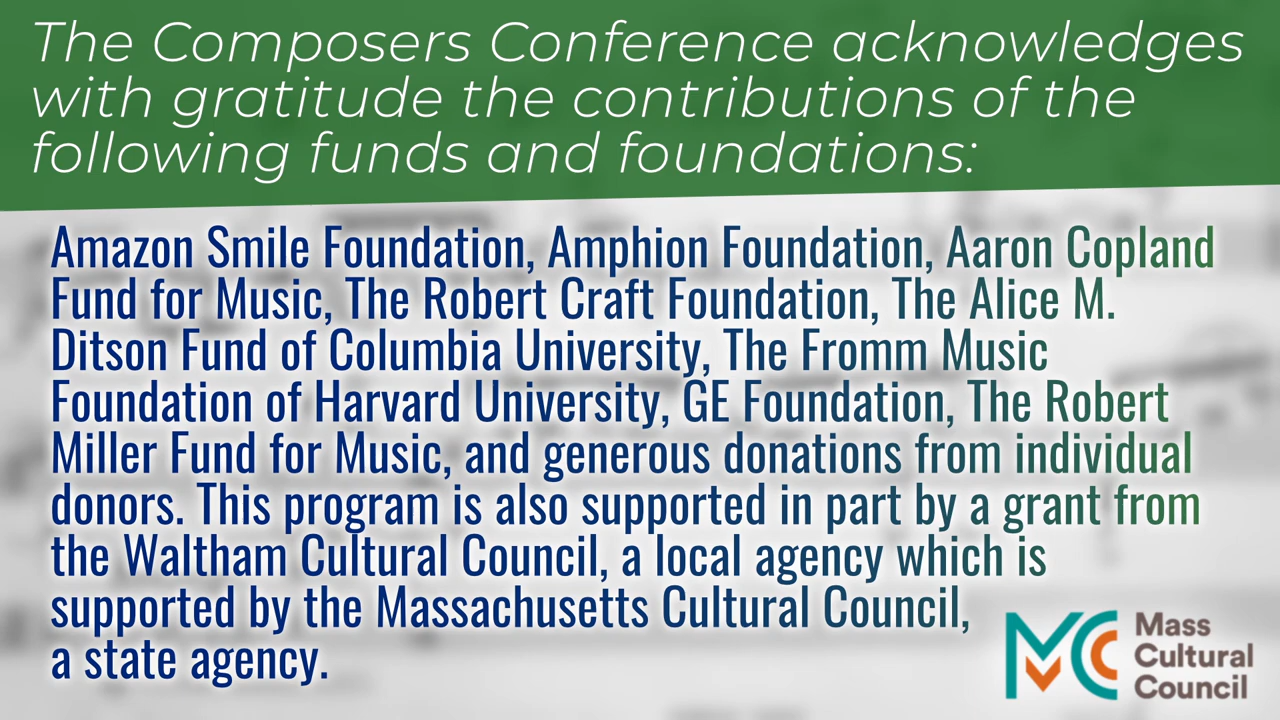 The Composers Conference acknowledges
with gratitude the contributions of the
following funds and foundations:
Amazon Smile Foundation, Amphion Foundation, Aaron Copland
Fund for Music, The Robert Craft Foundation, The Alice M.
Ditson Fund of Columbia University, The Fromm Music
Foundation of Harvard University, GE Foundation, The Robert
Miller Fund for Music, and generous donations from individual
donors. This program is also supported in part by a grant from
the Waltham Cultural Council, a local agency which is
supported by the Massachusetts Cultural Council,
a state agency.
MCC
Mass
Cultural
Council